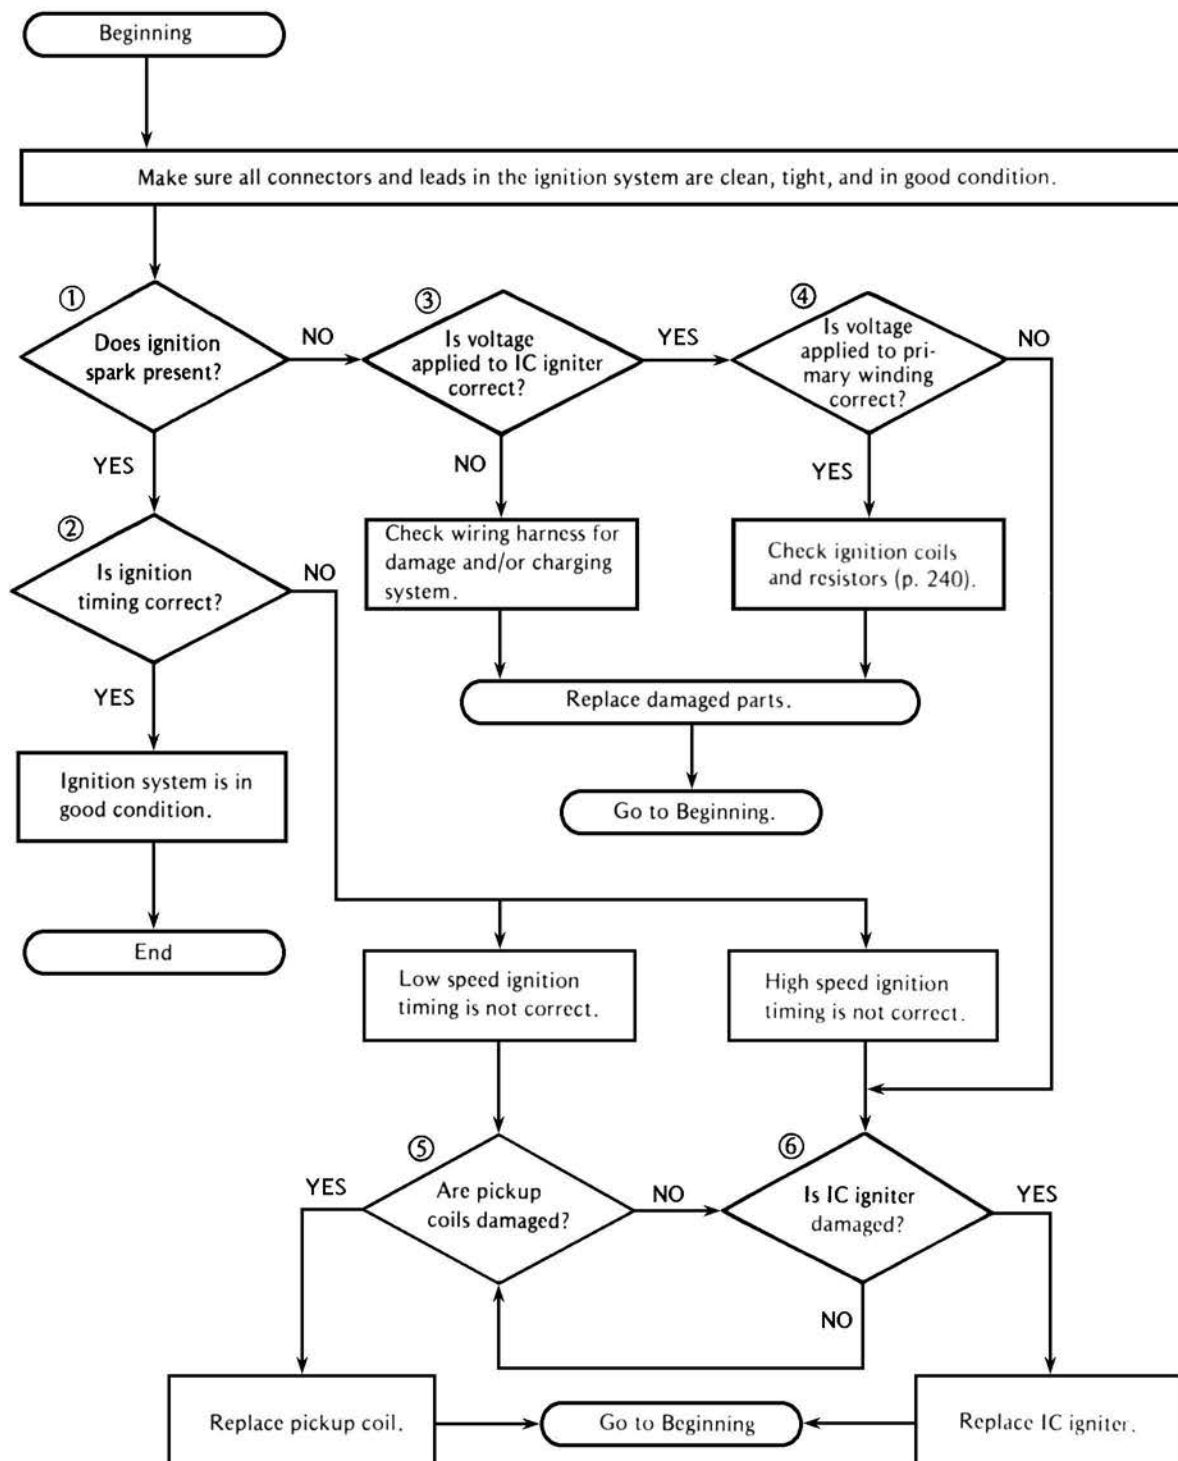 Beginning
Make sure all connectors and leads in the ignition system are clean, tight, and in good condition.
①
Does ignition
spark present?
NO
③
Is voltage
applied to IC igniter
correct?
YES
④
Is voltage
applied to pri-
mary winding
correct?
NO
YES
NO
YES
②
Is ignition
timing correct?
NO
Check wiring harness for
damage and/or charging
system.
Check ignition coils
and resistors (p. 240).
YES
Replace damaged parts.
Ignition system is in
good condition.
Go to Beginning.
End
Low speed ignition
timing is not correct.
High speed ignition
timing is not correct.
⑤
Are pickup
coils damaged?
YES
NO
⑥
Is IC igniter
damaged?
YES
NO
Replace pickup coil.
Go to Beginning
Replace IC igniter.